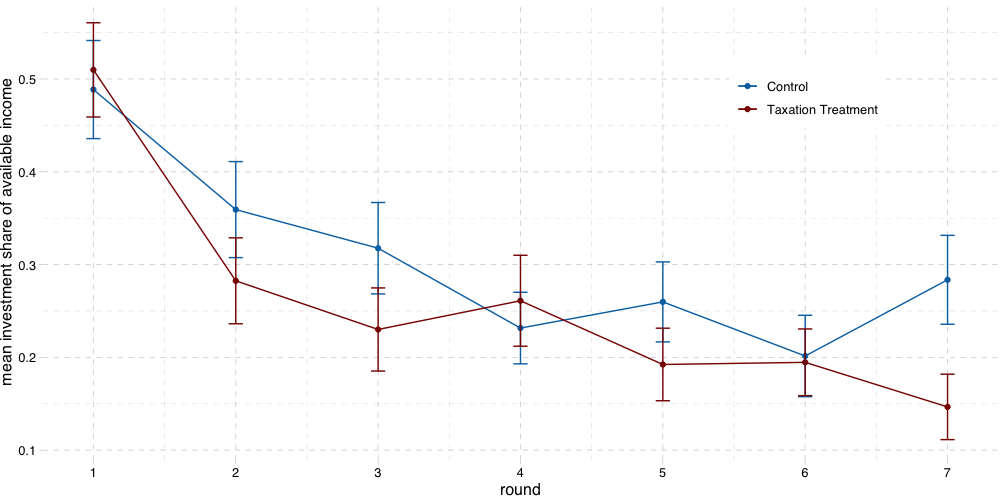 mean investment share of available income
0.5
0.4
0.3
0.2
0.1
Control
Taxation Treatment
1 2 3 4 5 6 7
round